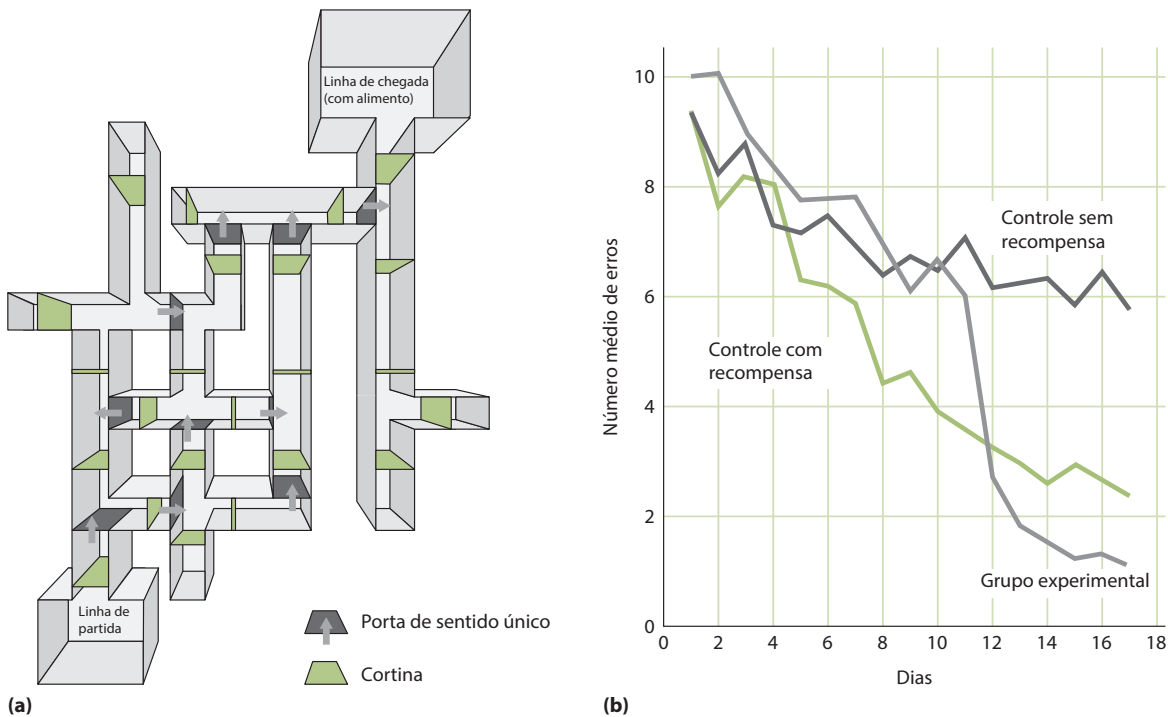 Linha de chegada
(com alimento)
Linha de
partida
Porta de sentido único
Cortina
(a)
Número médio de erros
10
8
6
4
2
0
Controle sem
recompensa
Controle com
recompensa
Grupo experimental
0 2 4 6 8 10 12 14 16 18
Dias
(b)